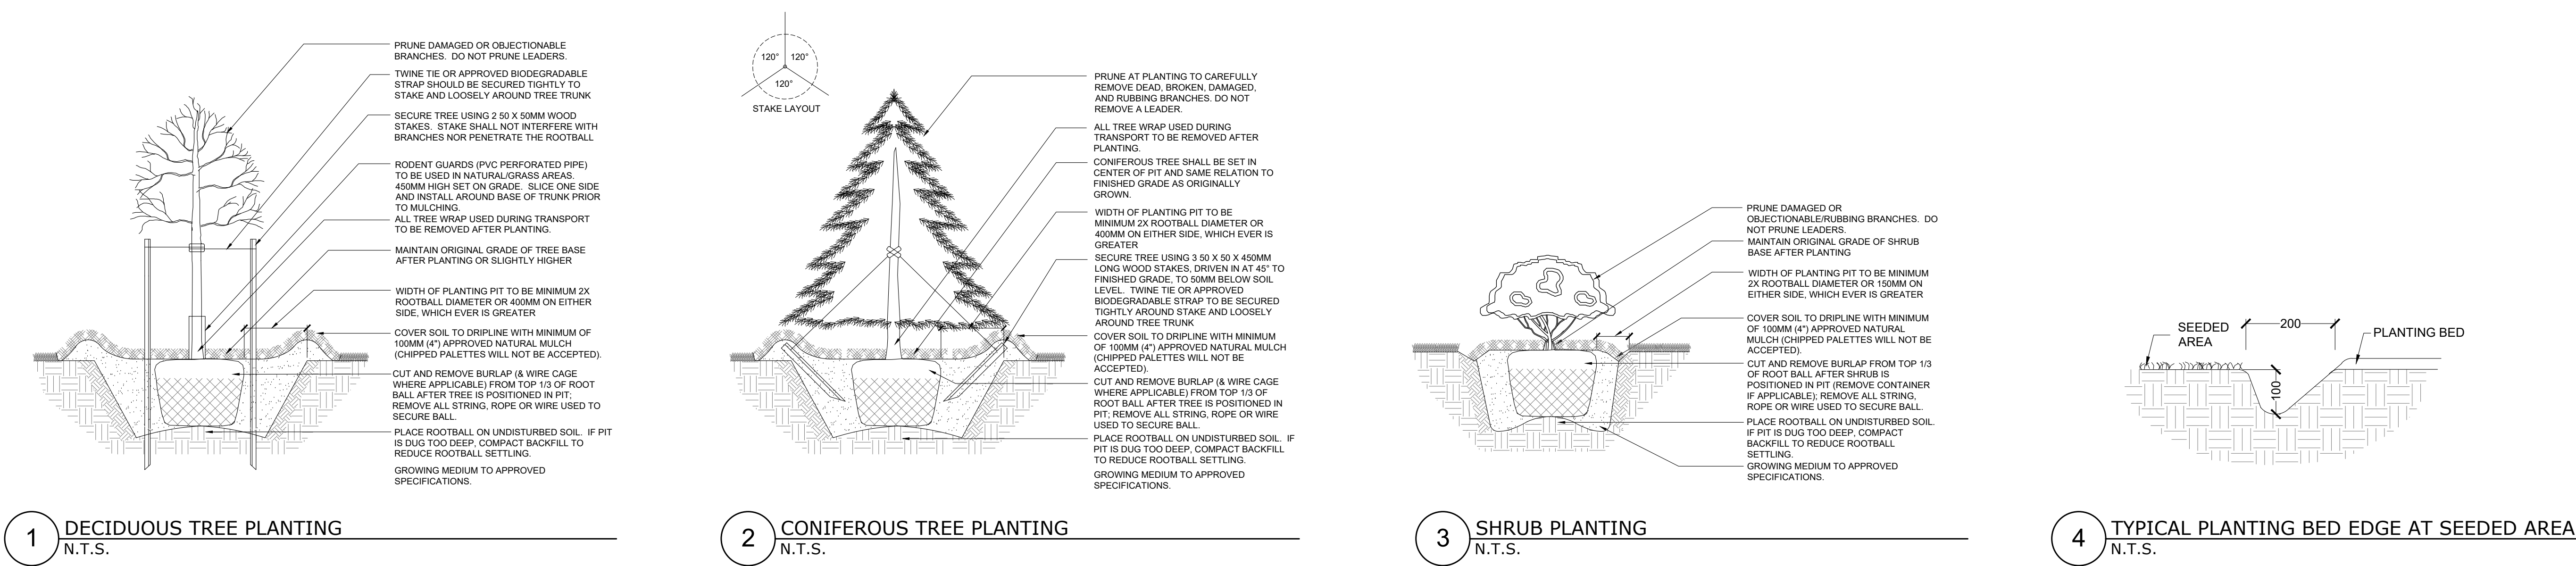 PRUNE DAMAGED OR OBJECTIONABLE
BRANCHES.  DO NOT PRUNE LEADERS.
TWINE TIE OR APPROVED BIODEGRADABLE
STRAP SHOULD BE SECURED TIGHTLY TO
STAKE AND LOOSELY AROUND TREE TRUNK
SECURE TREE USING 2 50 X 50MM WOOD
STAKES.  STAKE SHALL NOT INTERFERE WITH
BRANCHES NOR PENETRATE THE ROOTBALL
RODENT GUARDS (PVC PERFORATED PIPE)
TO BE USED IN NATURAL/GRASS AREAS.
450MM HIGH SET ON GRADE.  SLICE ONE SIDE
AND INSTALL AROUND BASE OF TRUNK PRIOR
TO MULCHING.
ALL TREE WRAP USED DURING TRANSPORT
TO BE REMOVED AFTER PLANTING.
MAINTAIN ORIGINAL GRADE OF TREE BASE
AFTER PLANTING OR SLIGHTLY HIGHER
WIDTH OF PLANTING PIT TO BE MINIMUM 2X
ROOTBALL DIAMETER OR 400MM ON EITHER
SIDE, WHICH EVER IS GREATER
COVER SOIL TO DRIPLINE WITH MINIMUM OF
100MM (4") APPROVED NATURAL MULCH
(CHIPPED PALETTES WILL NOT BE ACCEPTED).
CUT AND REMOVE BURLAP (& WIRE CAGE
WHERE APPLICABLE) FROM TOP 1/3 OF ROOT
BALL AFTER TREE IS POSITIONED IN PIT;
REMOVE ALL STRING, ROPE OR WIRE USED TO
SECURE BALL.
PLACE ROOTBALL ON UNDISTURBED SOIL.  IF PIT
IS DUG TOO DEEP, COMPACT BACKFILL TO
REDUCE ROOTBALL SETTLING.
GROWING MEDIUM TO APPROVED
SPECIFICATIONS.
1
DECIDUOUS TREE PLANTING
N.T.S.
120° 120°
120°
STAKE LAYOUT
PRUNE AT PLANTING TO CAREFULLY
REMOVE DEAD, BROKEN, DAMAGED,
AND RUBBING BRANCHES. DO NOT
REMOVE A LEADER.
ALL TREE WRAP USED DURING
TRANSPORT TO BE REMOVED AFTER
PLANTING.
CONIFEROUS TREE SHALL BE SET IN
CENTER OF PIT AND SAME RELATION TO
FINISHED GRADE AS ORIGINALLY
GROWN.
WIDTH OF PLANTING PIT TO BE
MINIMUM 2X ROOTBALL DIAMETER OR
400MM ON EITHER SIDE, WHICH EVER IS
GREATER
SECURE TREE USING 3 50 X 50 X 450MM
LONG WOOD STAKES, DRIVEN IN AT 45° TO
FINISHED GRADE, TO 50MM BELOW SOIL
LEVEL.  TWINE TIE OR APPROVED
BIODEGRADABLE STRAP TO BE SECURED
TIGHTLY AROUND STAKE AND LOOSELY
AROUND TREE TRUNK
COVER SOIL TO DRIPLINE WITH MINIMUM
OF 100MM (4") APPROVED NATURAL MULCH
(CHIPPED PALETTES WILL NOT BE
ACCEPTED).
CUT AND REMOVE BURLAP (& WIRE CAGE
WHERE APPLICABLE) FROM TOP 1/3 OF
ROOT BALL AFTER TREE IS POSITIONED IN
PIT; REMOVE ALL STRING, ROPE OR WIRE
USED TO SECURE BALL.
PLACE ROOTBALL ON UNDISTURBED SOIL.  IF
PIT IS DUG TOO DEEP, COMPACT BACKFILL
TO REDUCE ROOTBALL SETTLING.
GROWING MEDIUM TO APPROVED
SPECIFICATIONS.
2
CONIFEROUS TREE PLANTING
N.T.S.
PRUNE DAMAGED OR
OBJECTIONABLE/RUBBING BRANCHES.  DO
NOT PRUNE LEADERS.
MAINTAIN ORIGINAL GRADE OF SHRUB
BASE AFTER PLANTING
WIDTH OF PLANTING PIT TO BE MINIMUM
2X ROOTBALL DIAMETER OR 150MM ON
EITHER SIDE, WHICH EVER IS GREATER
COVER SOIL TO DRIPLINE WITH MINIMUM
OF 100MM (4") APPROVED NATURAL
MULCH (CHIPPED PALETTES WILL NOT BE
ACCEPTED).
CUT AND REMOVE BURLAP FROM TOP 1/3
OF ROOT BALL AFTER SHRUB IS
POSITIONED IN PIT (REMOVE CONTAINER
IF APPLICABLE); REMOVE ALL STRING,
ROPE OR WIRE USED TO SECURE BALL.
PLACE ROOTBALL ON UNDISTURBED SOIL.
IF PIT IS DUG TOO DEEP, COMPACT
BACKFILL TO REDUCE ROOTBALL
SETTLING.
GROWING MEDIUM TO APPROVED
SPECIFICATIONS.
3
SHRUB PLANTING
N.T.S.
SEEDED
AREA
200
PLANTING BED
100
4
TYPICAL PLANTING BED EDGE AT SEEDED AREA
N.T.S.